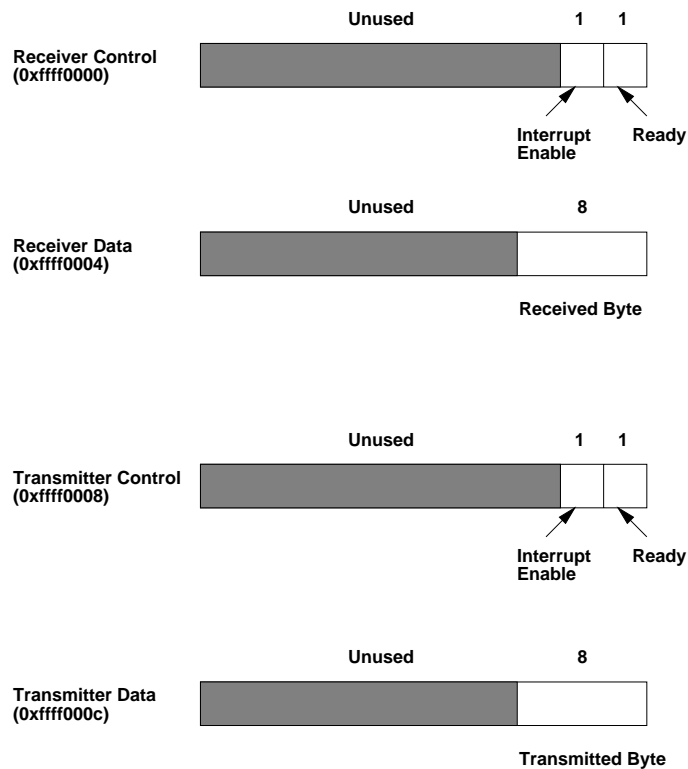 Unused 1 1
Receiver Control
(0xffff0000)
Interrupt
Enable
Ready
Unused 8
Receiver Data
(0xffff0004)
Received Byte
Unused 1 1
Transmitter Control
(0xffff0008)
Interrupt
Enable
Ready
Unused 8
Transmitter Data
(0xffff000c)
Transmitted Byte